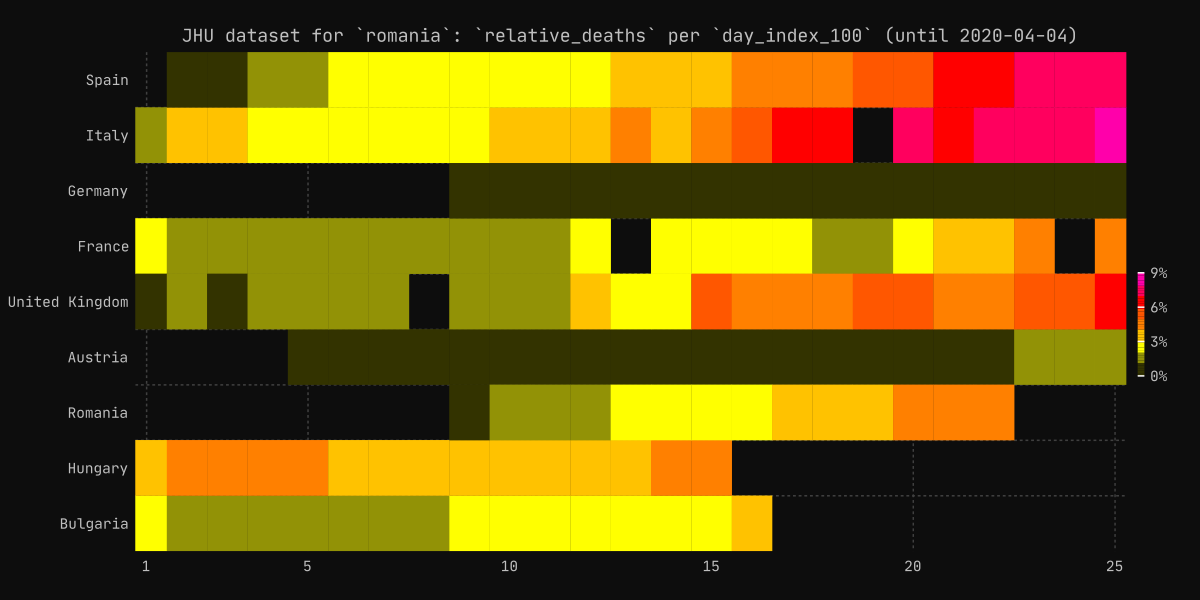 JHU dataset for `romania`: `relative_deaths` per `day_index_100` (until 2020-04-04)
Spain
Italy
Germany
France
United Kingdom
Austria
Romania
Hungary
Bulgaria
9%
6%
3%
0%
1 5 10 15 20 25